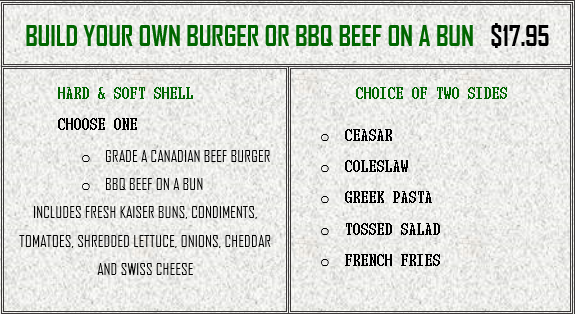 BUILD YOUR OWN BURGER OR BBQ BEEF ON A BUN $17.95
HARD & SOFT SHELL
CHOOSE ONE
o GRADE A CANADIAN BEEF BURGER
o BBQ BEEF ON A BUN
INCLUDES FRESH KAISER BUNS, CONDIMENTS,
TOMATOES, SHREDDED LETTUCE, ONIONS, CHEDDAR
AND SWISS CHEESE
CHOICE OF TWO SIDES
o CEASAR
o COLESLAW
o GREEK PASTA
o TOSSED SALAD
o FRENCH FRIES